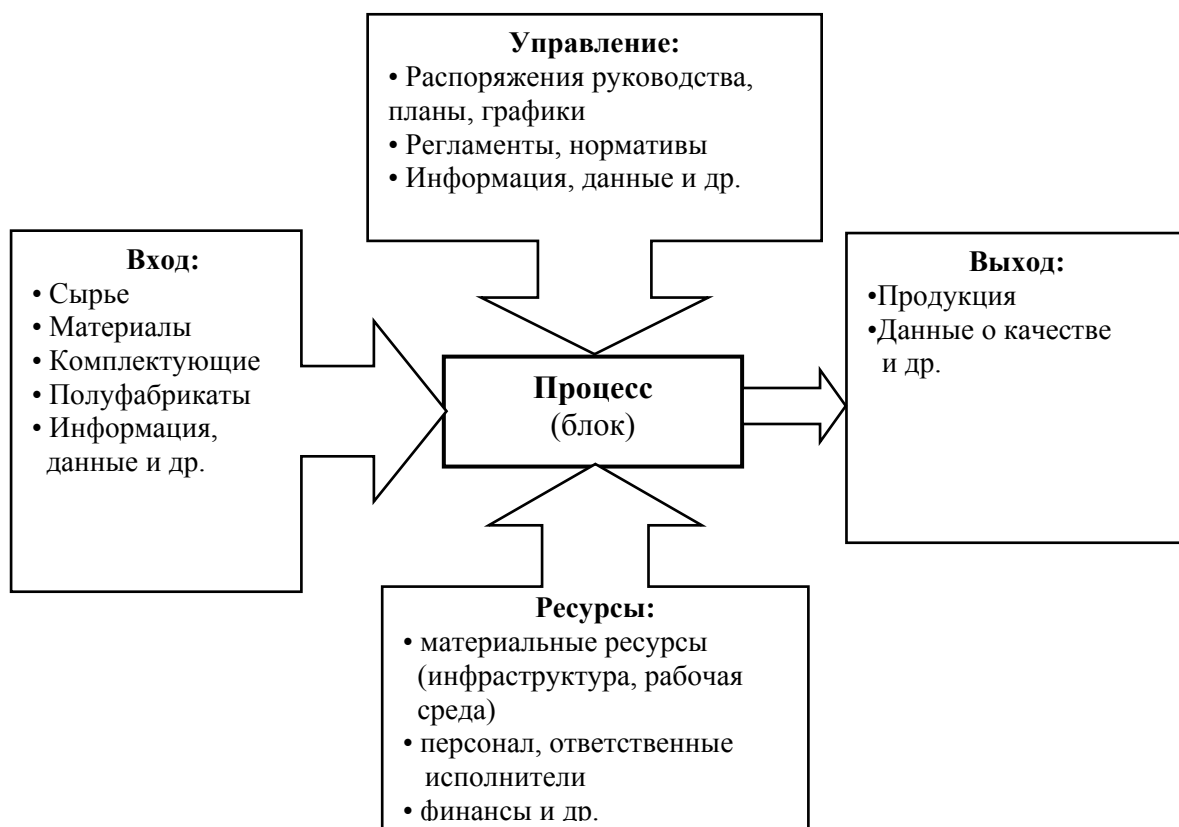 Управление:
• Распоряжения руководства,
планы, графики
• Регламенты, нормативы
• Информация, данные и др.
Вход:
• Сырье
• Материалы
• Комплектующие
• Полуфабрикаты
• Информация,
данные и др.
Процесс
(блок)
Выход:
•Продукция
•Данные о качестве
и др.
Ресурсы:
• материальные ресурсы
(инфраструктура, рабочая
среда)
• персонал, ответственные
исполнители
• финансы и др.